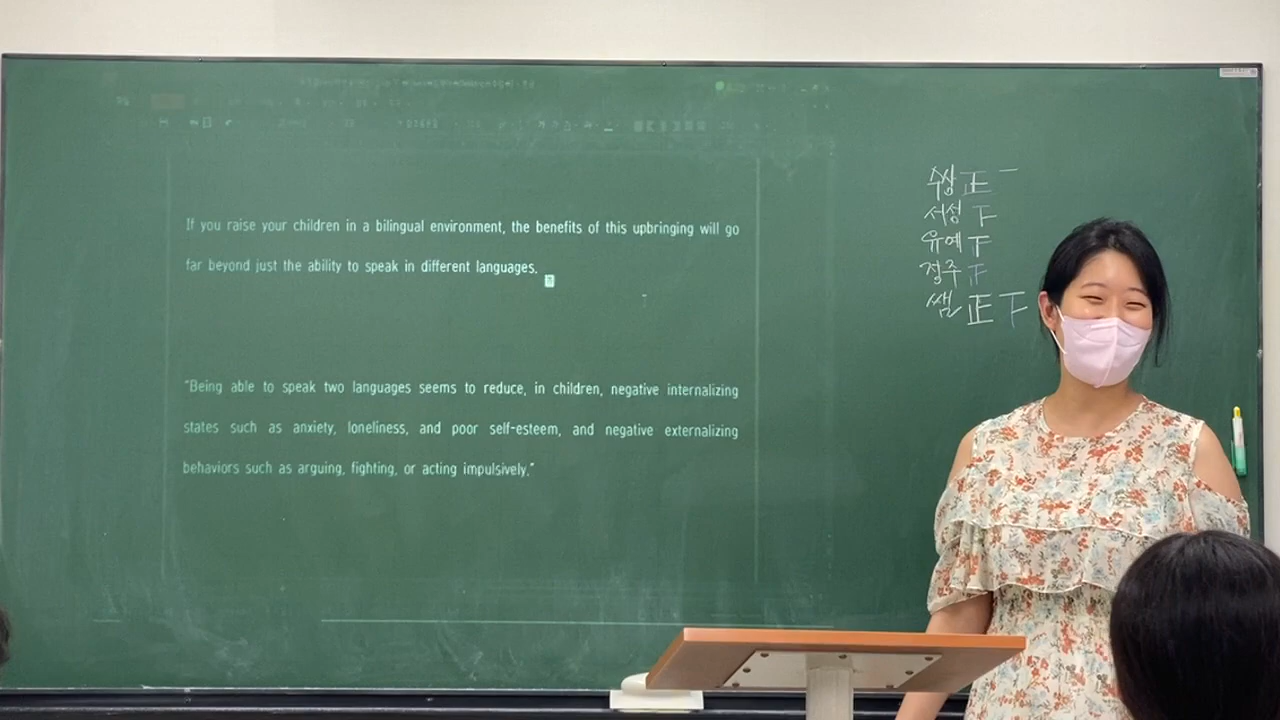 If you raise your children in a bilingual environment, the benefits of this upbringing will go
far beyond just the ability to speak in different languages.
"Being able to speak two languages seems to reduce, in children, negative internalizing
states such as anxiety, loneliness, and poor self-esteem, and negative externalizing
behaviors such as arguing, fighting, or acting impulsively."
수상 正 一
서성 下
유예 下
정주 正
쌤 正 下